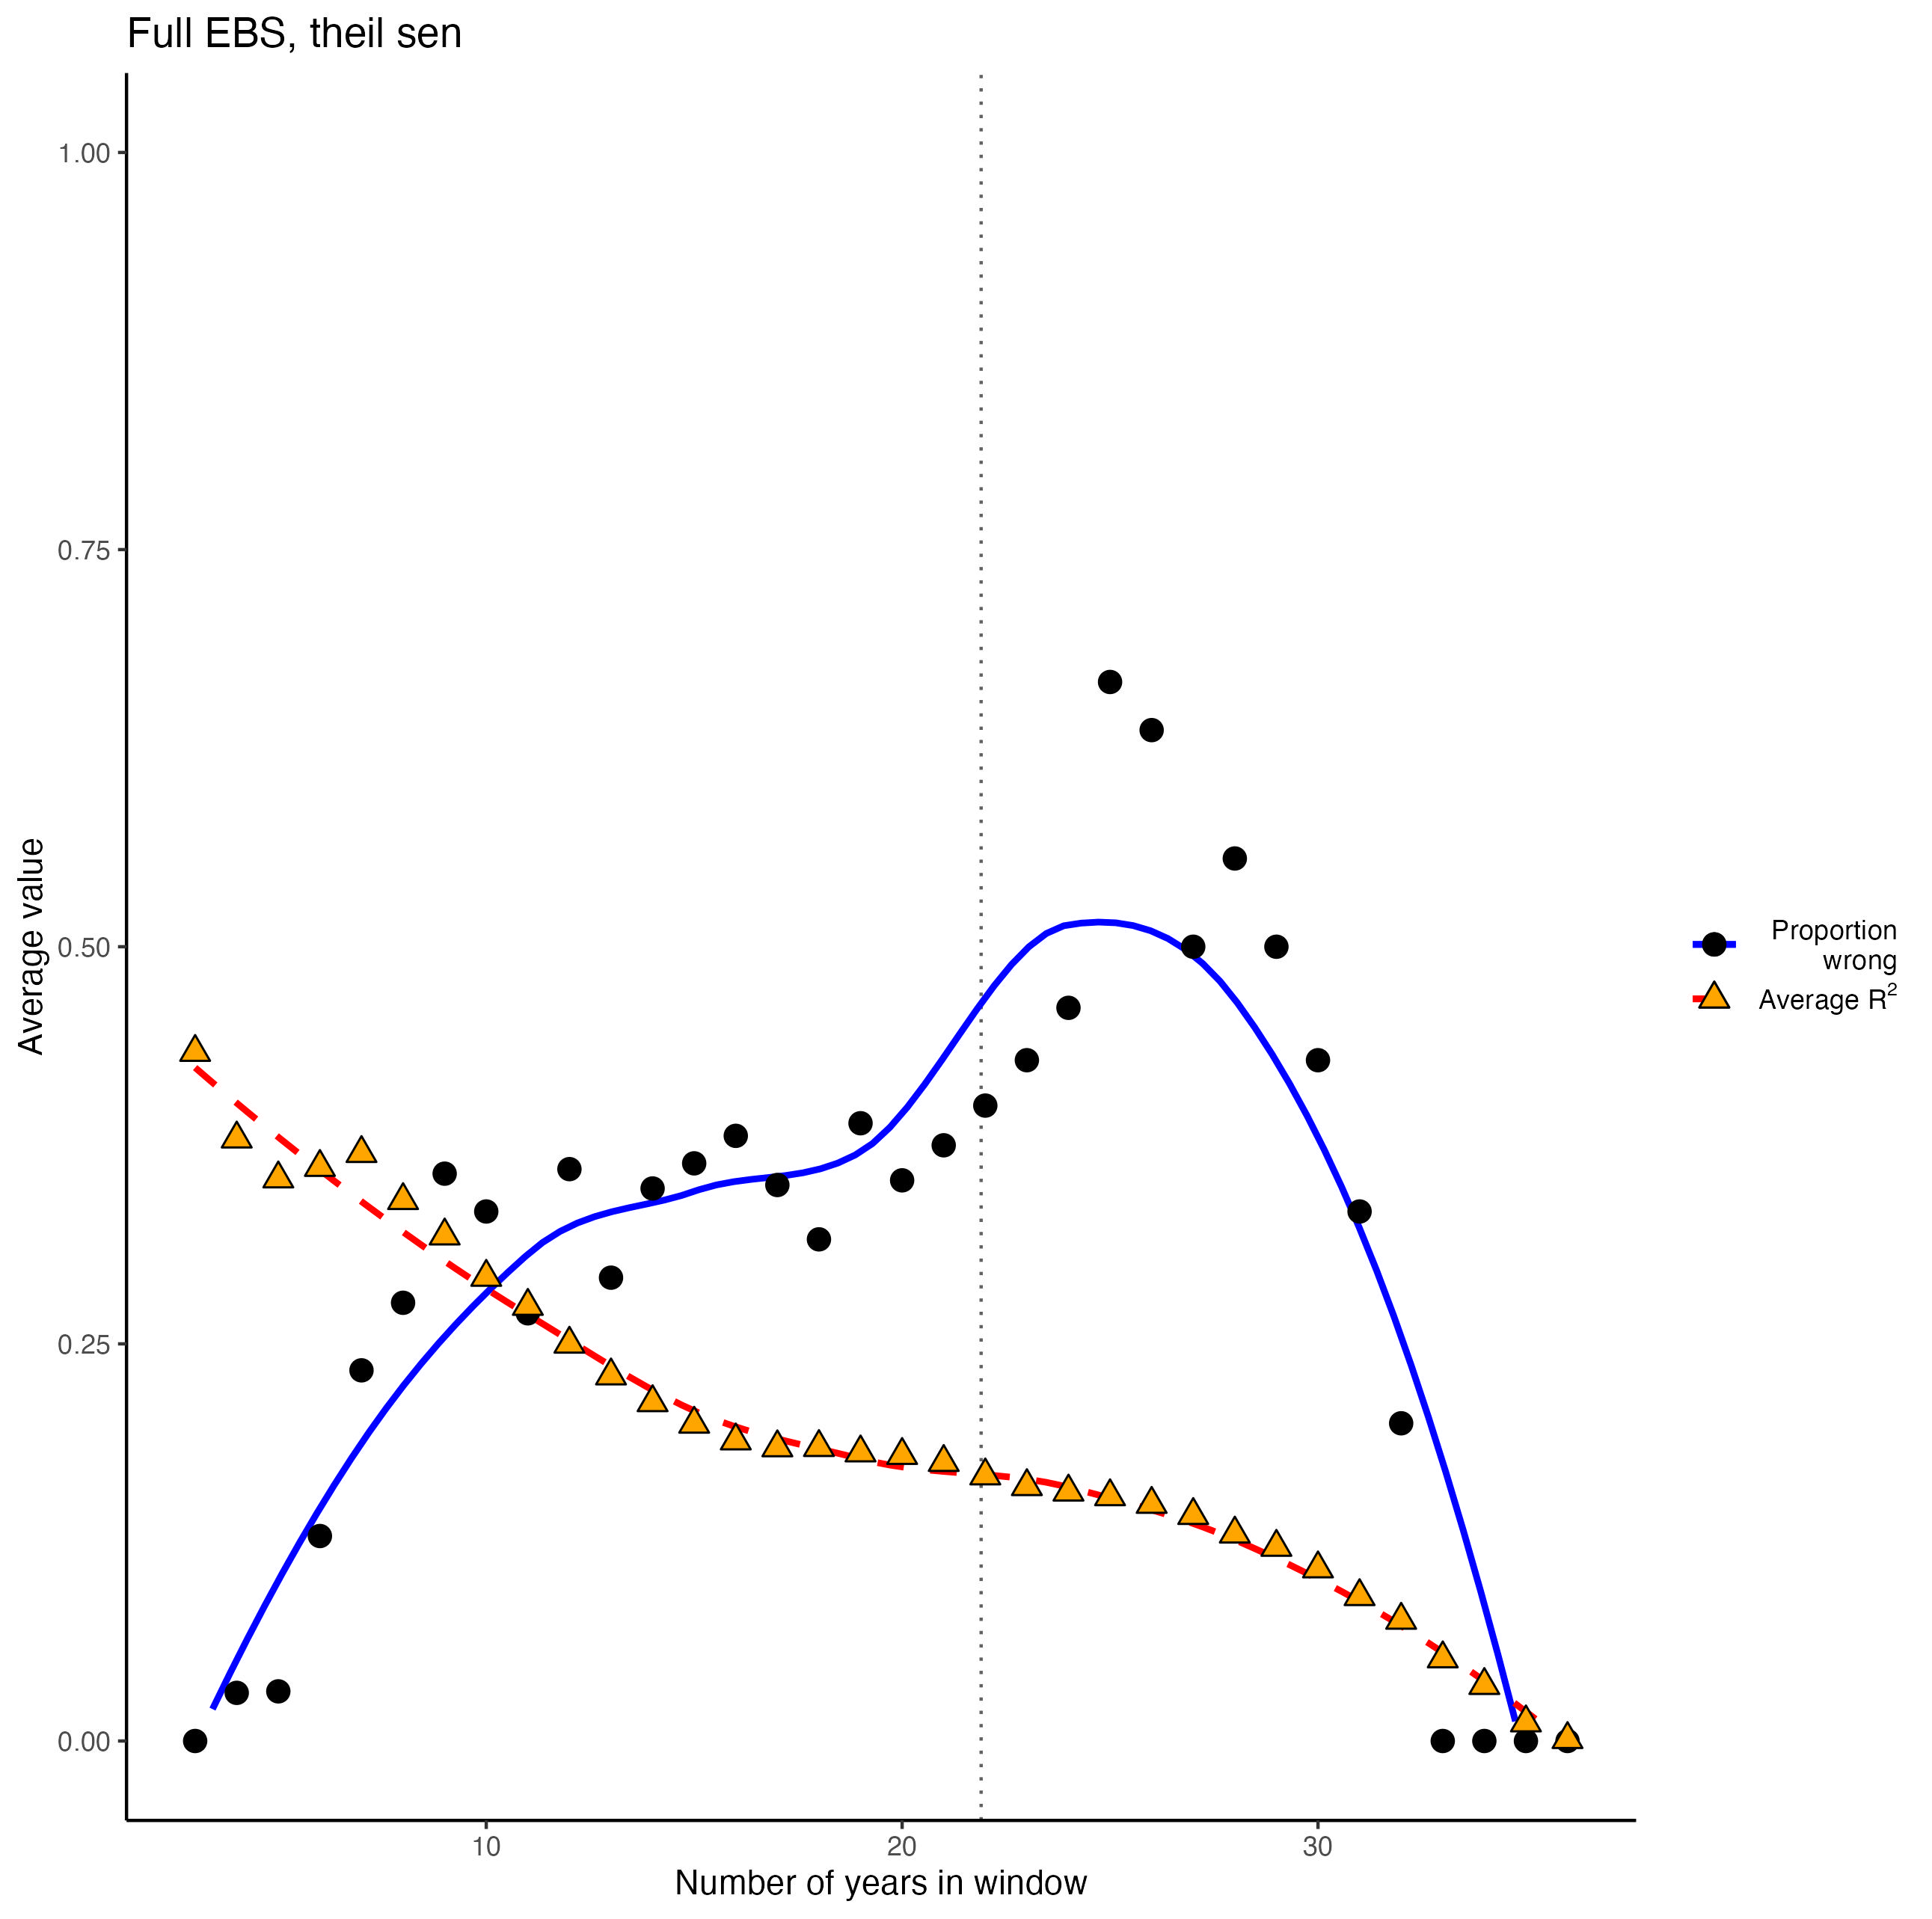 Full EBS, theil sen
1.00
0.75
0.50
0.25
0.00
Average value
10
20
30
Number of years in window
Proportion
wrong
Average R²